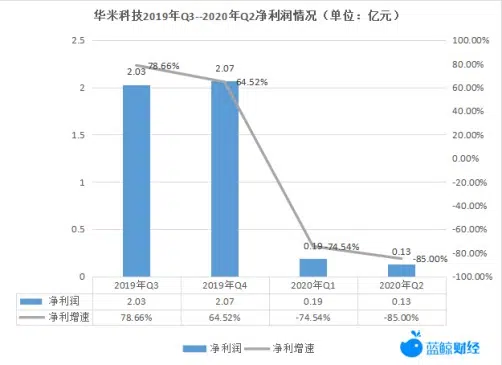 华米科技2019年Q3--2020年Q2净利润情况（单位：亿元）
2.5 100.00%
2.03 78.66% 2.07 80.00%
2 64.52% 60.00%
40.00%
1.5 20.00%
0.00%
1 -20.00%
-40.00%
0.5 -60.00%
0.19 -74.54% 0.13 -85.00% -80.00%
0 -100.00%
2019年Q3 2019年Q4 2020年Q1 2020年Q2
净利润 2.03 2.07 0.19 0.13
净利增速 78.66% 64.52% -74.54% -85.00%
净利润 净利增速
蓝鲸财经